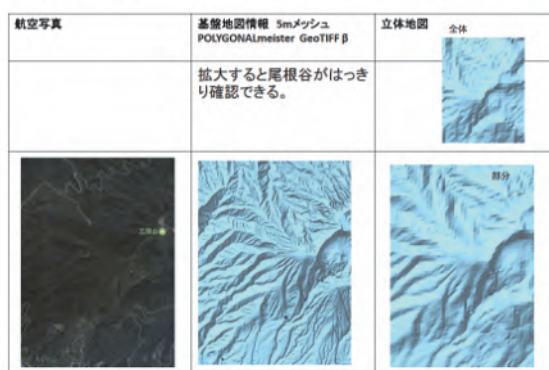 航空写真
基盤地図情報 5mメッシュ
POLYGONALmeister GeoTIFF β
立体地図
全体
拡大すると尾根谷がはっき
り確認できる。
部分